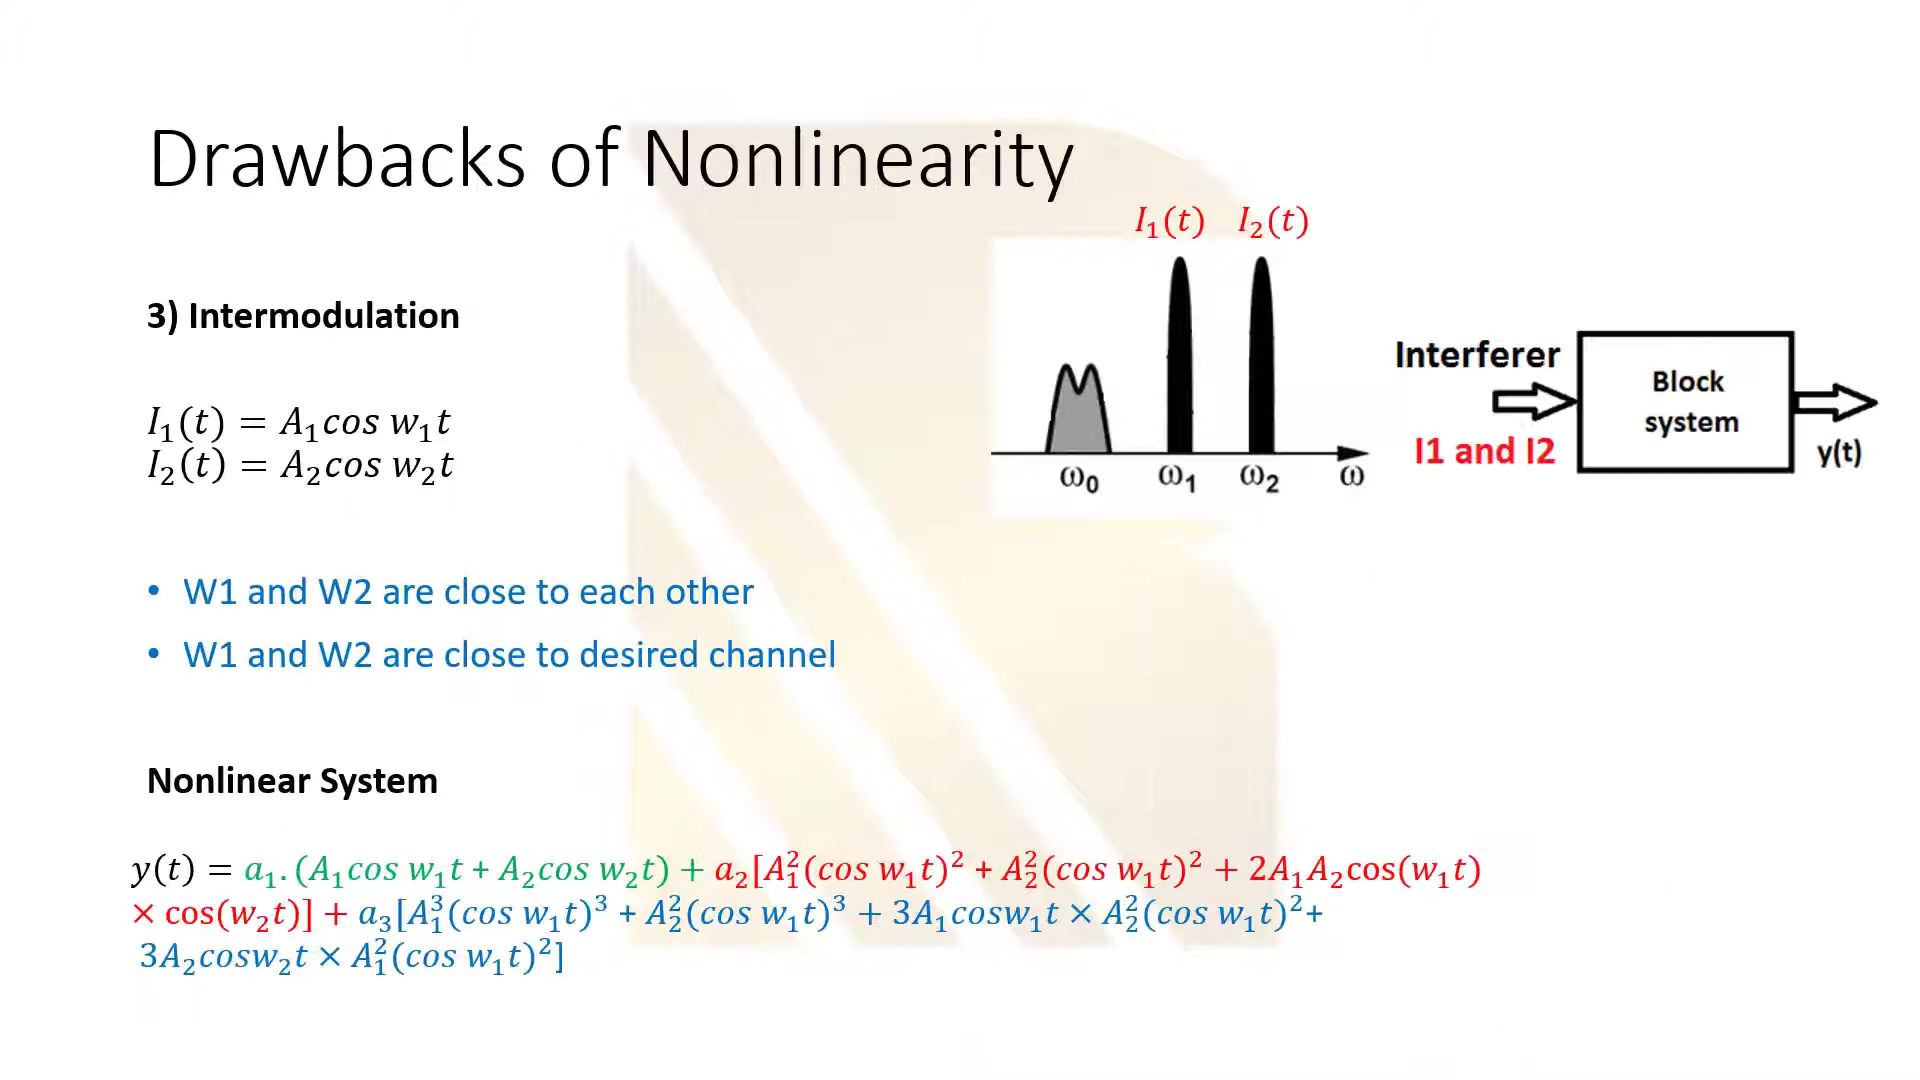 Drawbacks of Nonlinearity
I₁(t) I₂(t)
3) Intermodulation
Interferer
Block
system
I₁(t) = A₁cos w₁t
I₂(t) = A₂cos w₂t
I1 and I2
y(t)
ω₀ ω₁ ω₂ ω
• W1 and W2 are close to each other
• W1 and W2 are close to desired channel
Nonlinear System
y(t) = a₁.(A₁cos w₁t + A₂cos w₂t) + a₂[A₁²(cos w₁t)² + A₂²(cos w₁t)² + 2A₁A₂cos(w₁t)
× cos(w₂t)] + a₃[A₁³(cos w₁t)³ + A₂²(cos w₁t)³ + 3A₁cosw₁t × A₂²(cos w₁t)²+
3A₂cosw₂t × A₁²(cos w₁t)²]